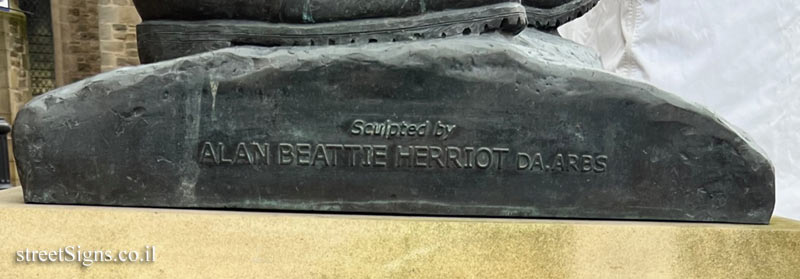 Sculpted by
ALAN BEATTIE HERRIOT DA.ARBS
streetSigns.co.il